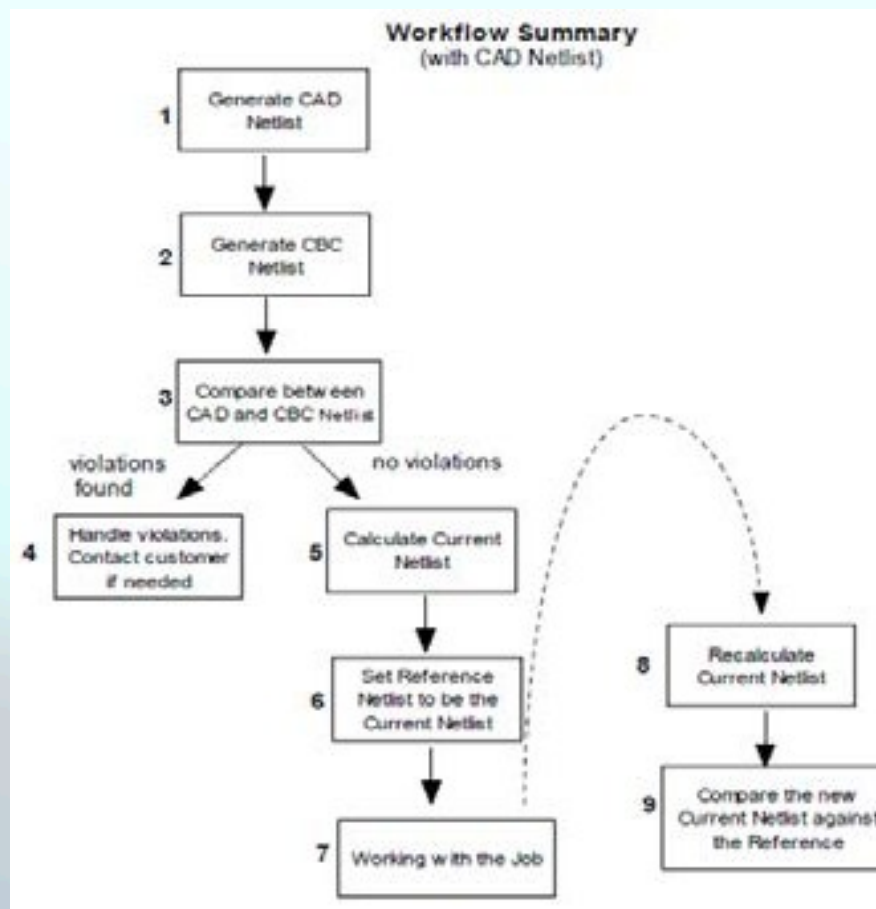 Workflow Summary
(with CAD Netlist)
1
Generate CAD
Netlist
2
Generate CBC
Netlist
3
Compare between
CAD and CBC Netlist
violations
found
no violations
4
Handle violations.
Contact customer
if needed
5
Calculate Current
Netlist
6
Set Reference
Netlist to be the
Current Netlist
7
Working with the Job
8
Recalculate
Current Netlist
9
Compare the new
Current Netlist against
the Reference